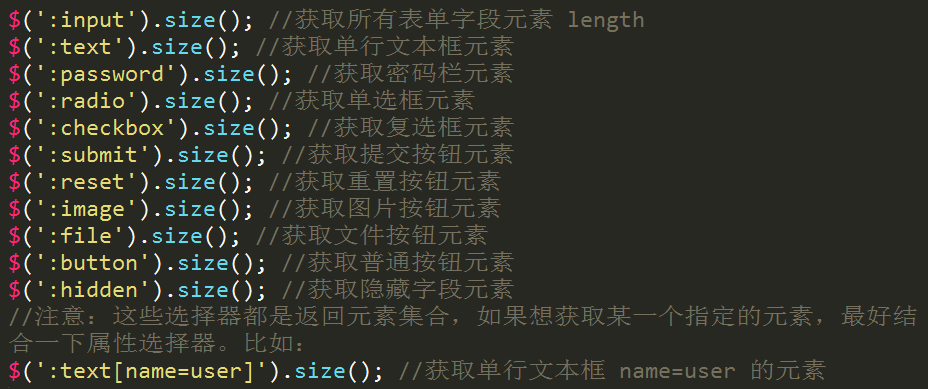 $(':input').size(); //获取所有表单字段元素 length
$(':text').size(); //获取单行文本框元素
$(':password').size(); //获取密码栏元素
$(':radio').size(); //获取单选框元素
$(':checkbox').size(); //获取复选框元素
$(':submit').size(); //获取提交按钮元素
$(':reset').size(); //获取重置按钮元素
$(':image').size(); //获取图片按钮元素
$(':file').size(); //获取文件按钮元素
$(':button').size(); //获取普通按钮元素
$(':hidden').size(); //获取隐藏字段元素
//注意：这些选择器都是返回元素集合，如果想获取某一个指定的元素，最好结
合一下属性选择器。比如：
$(':text[name=user]').size(); //获取单行文本框 name=user 的元素